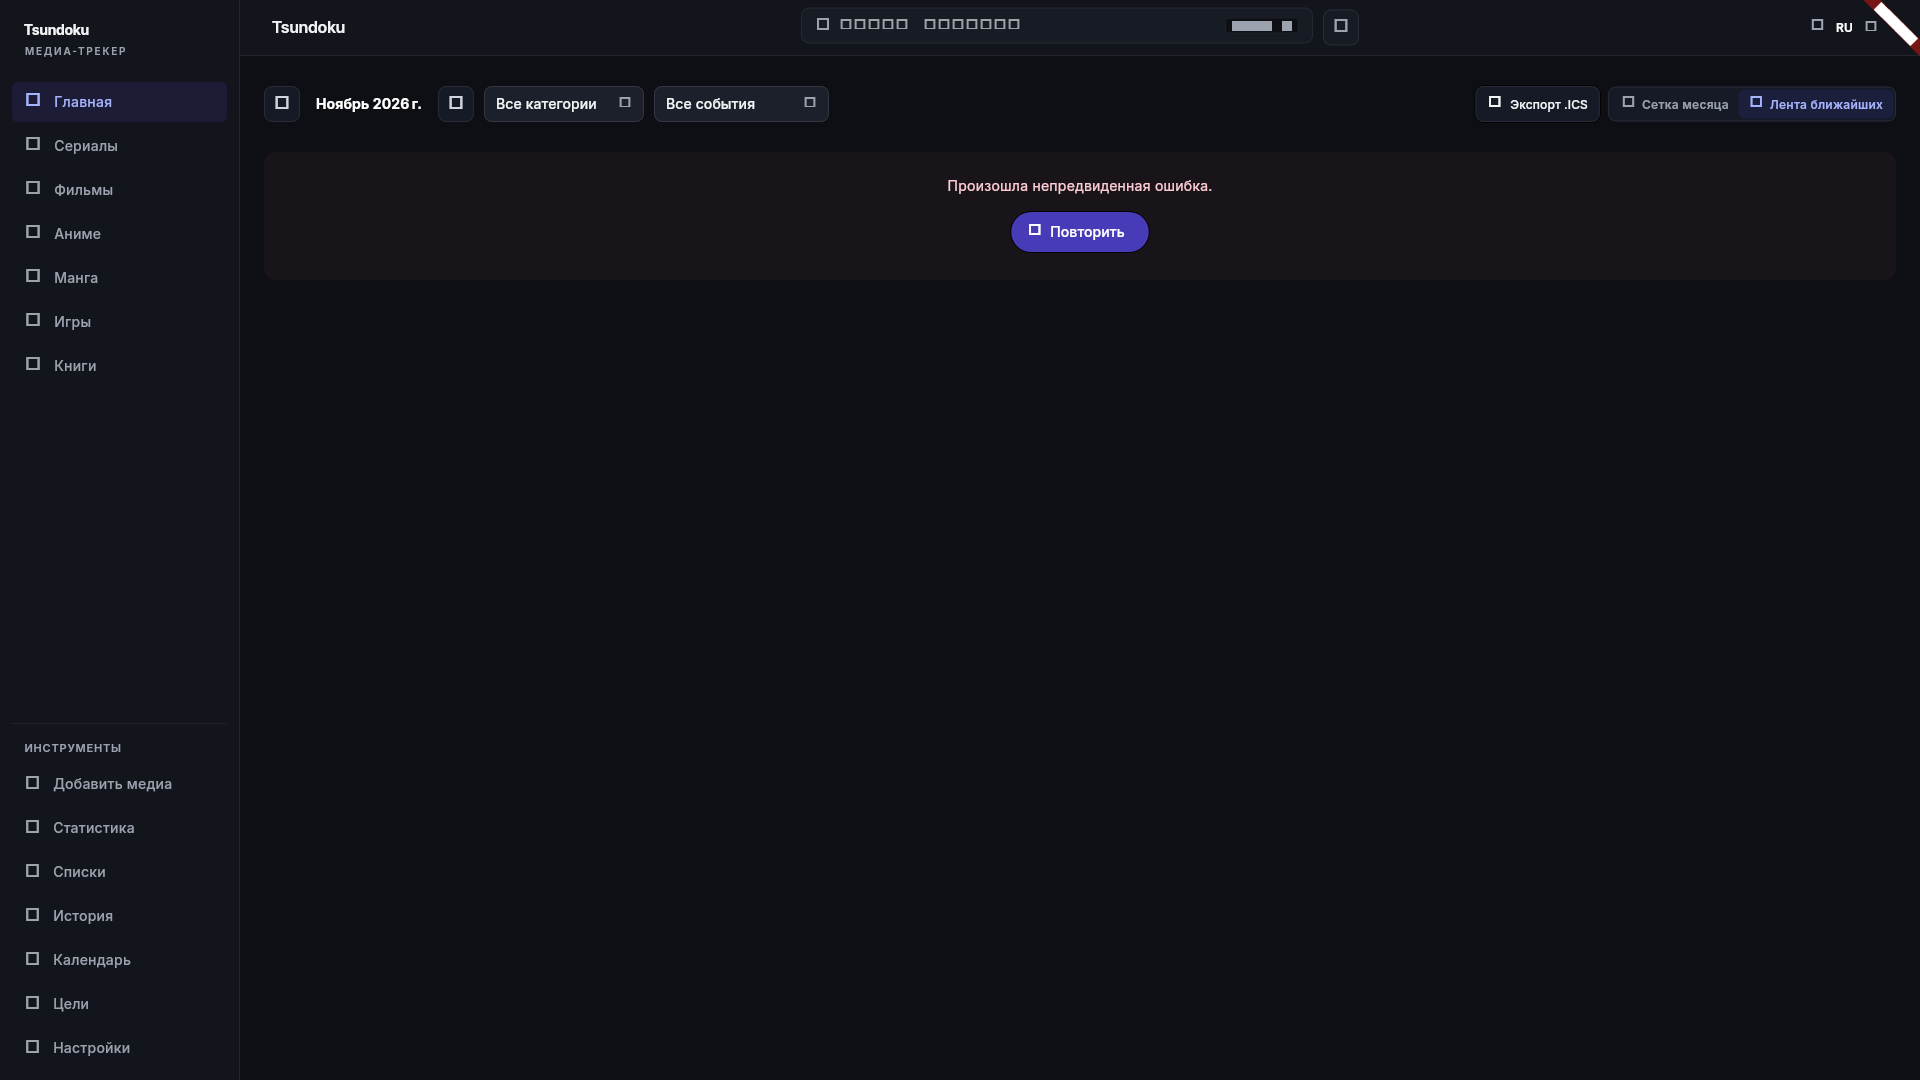 Tsundoku
МЕДИА-ТРЕКЕР
Главная
Сериалы
Фильмы
Аниме
Манга
Игры
Книги
ИНСТРУМЕНТЫ
Добавить медиа
Статистика
Списки
История
Календарь
Цели
Настройки
Tsundoku
RU
Ноябрь 2026 г.
Все категории
Все события
Экспорт .ICS
Сетка месяца
Лента ближайших
Произошла непредвиденная ошибка.
Повторить